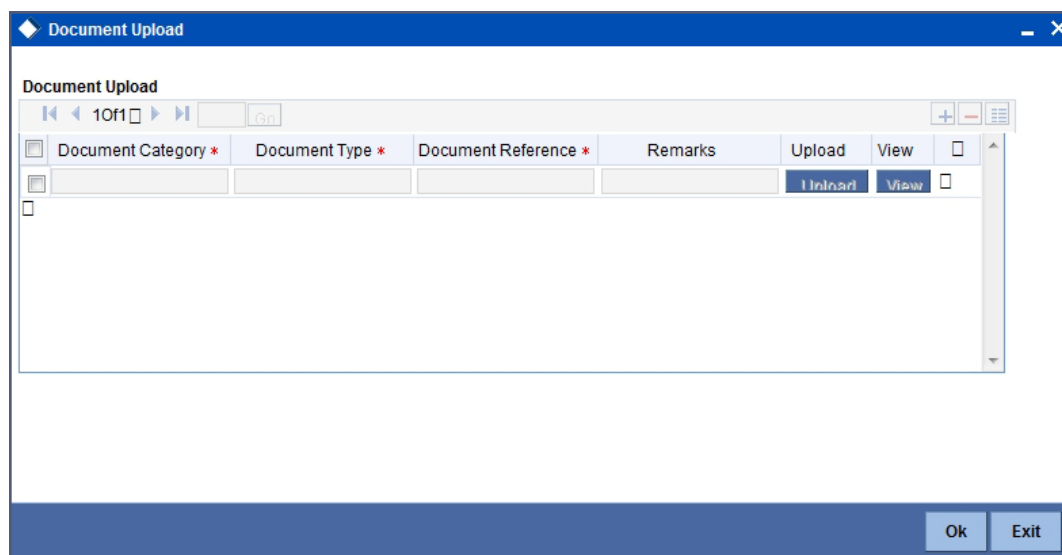 Document Upload
Document Upload
1Of1 Go
Document Category * Document Type * Document Reference * Remarks Upload View
Upload View
Ok Exit